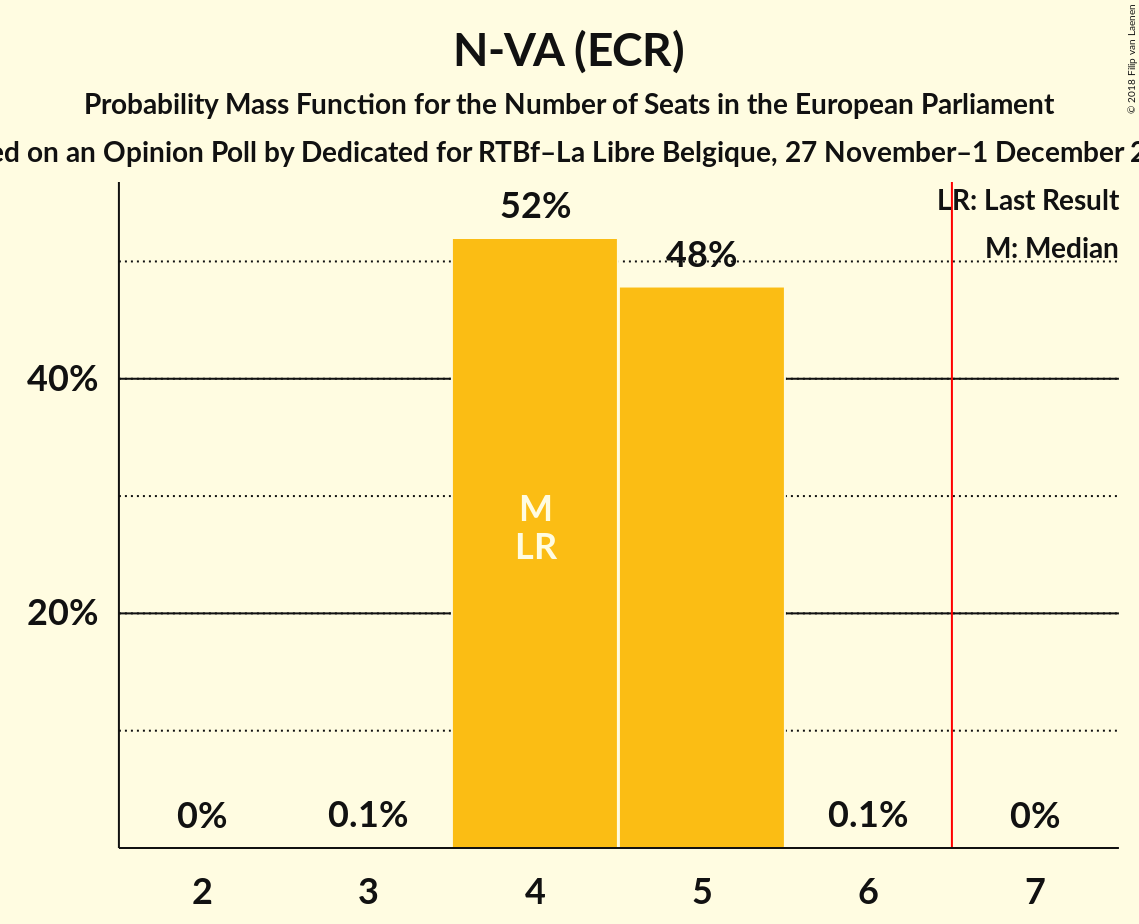 N-VA (ECR)
Probability Mass Function for the Number of Seats in the European Parliament
on an Opinion Poll by Dedicated for RTBf–La Libre Belgique, 27 November–1 December
© 2018 Filip van Laenen
LR: Last Result
M: Median
52%
48%
40%
20%
M
LR
0%
0.1%
0.1%
0%
2
3
4
5
6
7